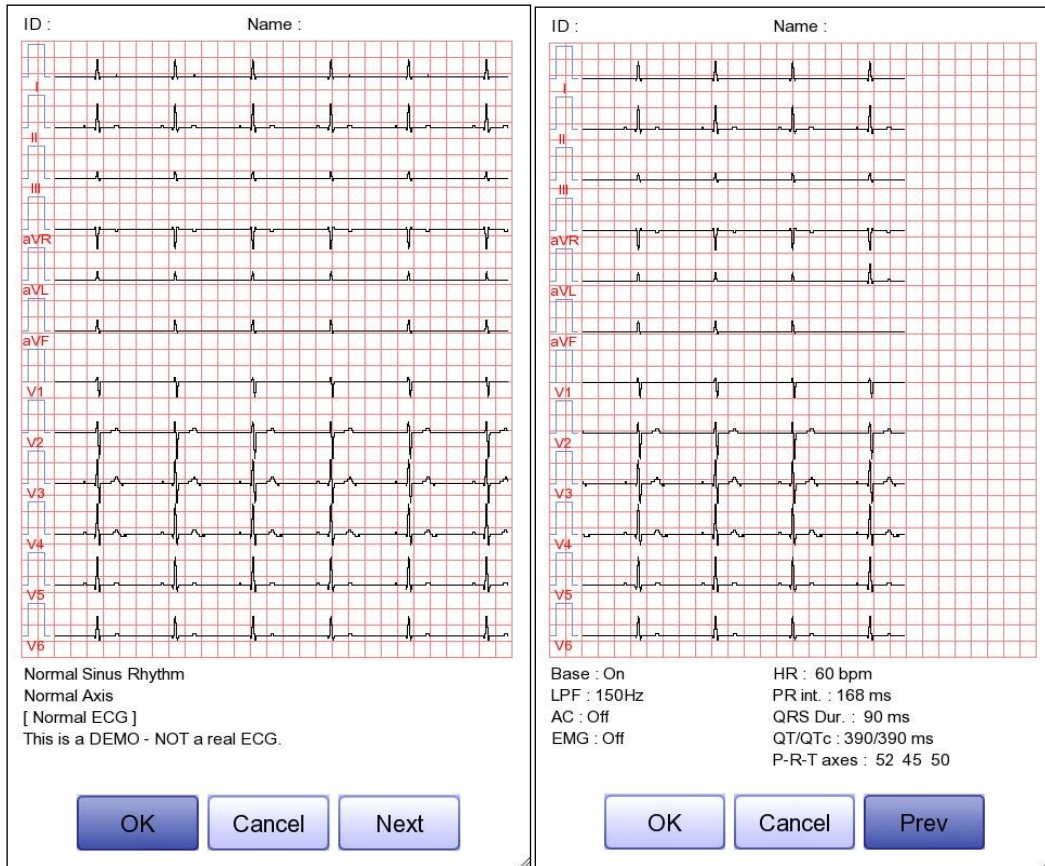 ID :	Name :
I
II
III
aVR
aVL
aVF
V1
V2
V3
V4
V5
V6
Normal Sinus Rhythm
Normal Axis
[ Normal ECG ]
This is a DEMO - NOT a real ECG.
OK	Cancel	Next
ID :	Name :
I
II
III
aVR
aVL
aVF
V1
V2
V3
V4
V5
V6
Base : On	HR : 60 bpm
LPF : 150Hz	PR int. : 168 ms
AC : Off	QRS Dur. : 90 ms
EMG : Off	QT/QTc : 390/390 ms
P-R-T axes : 52 45 50
OK	Cancel	Prev